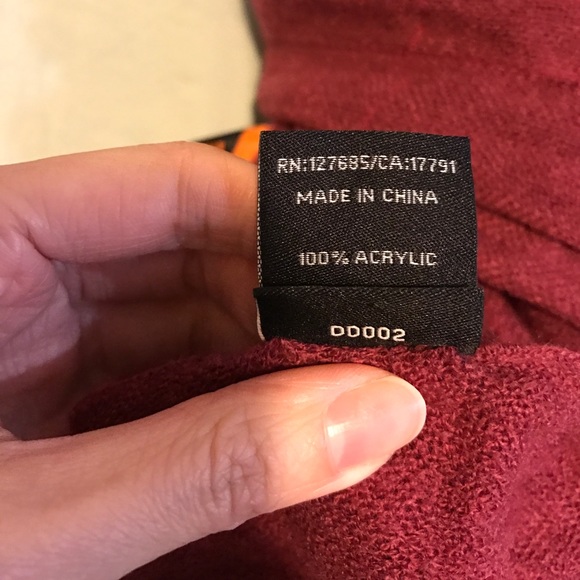 RN:127685/CA:17791
MADE IN CHINA
100% ACRYLIC
DD002